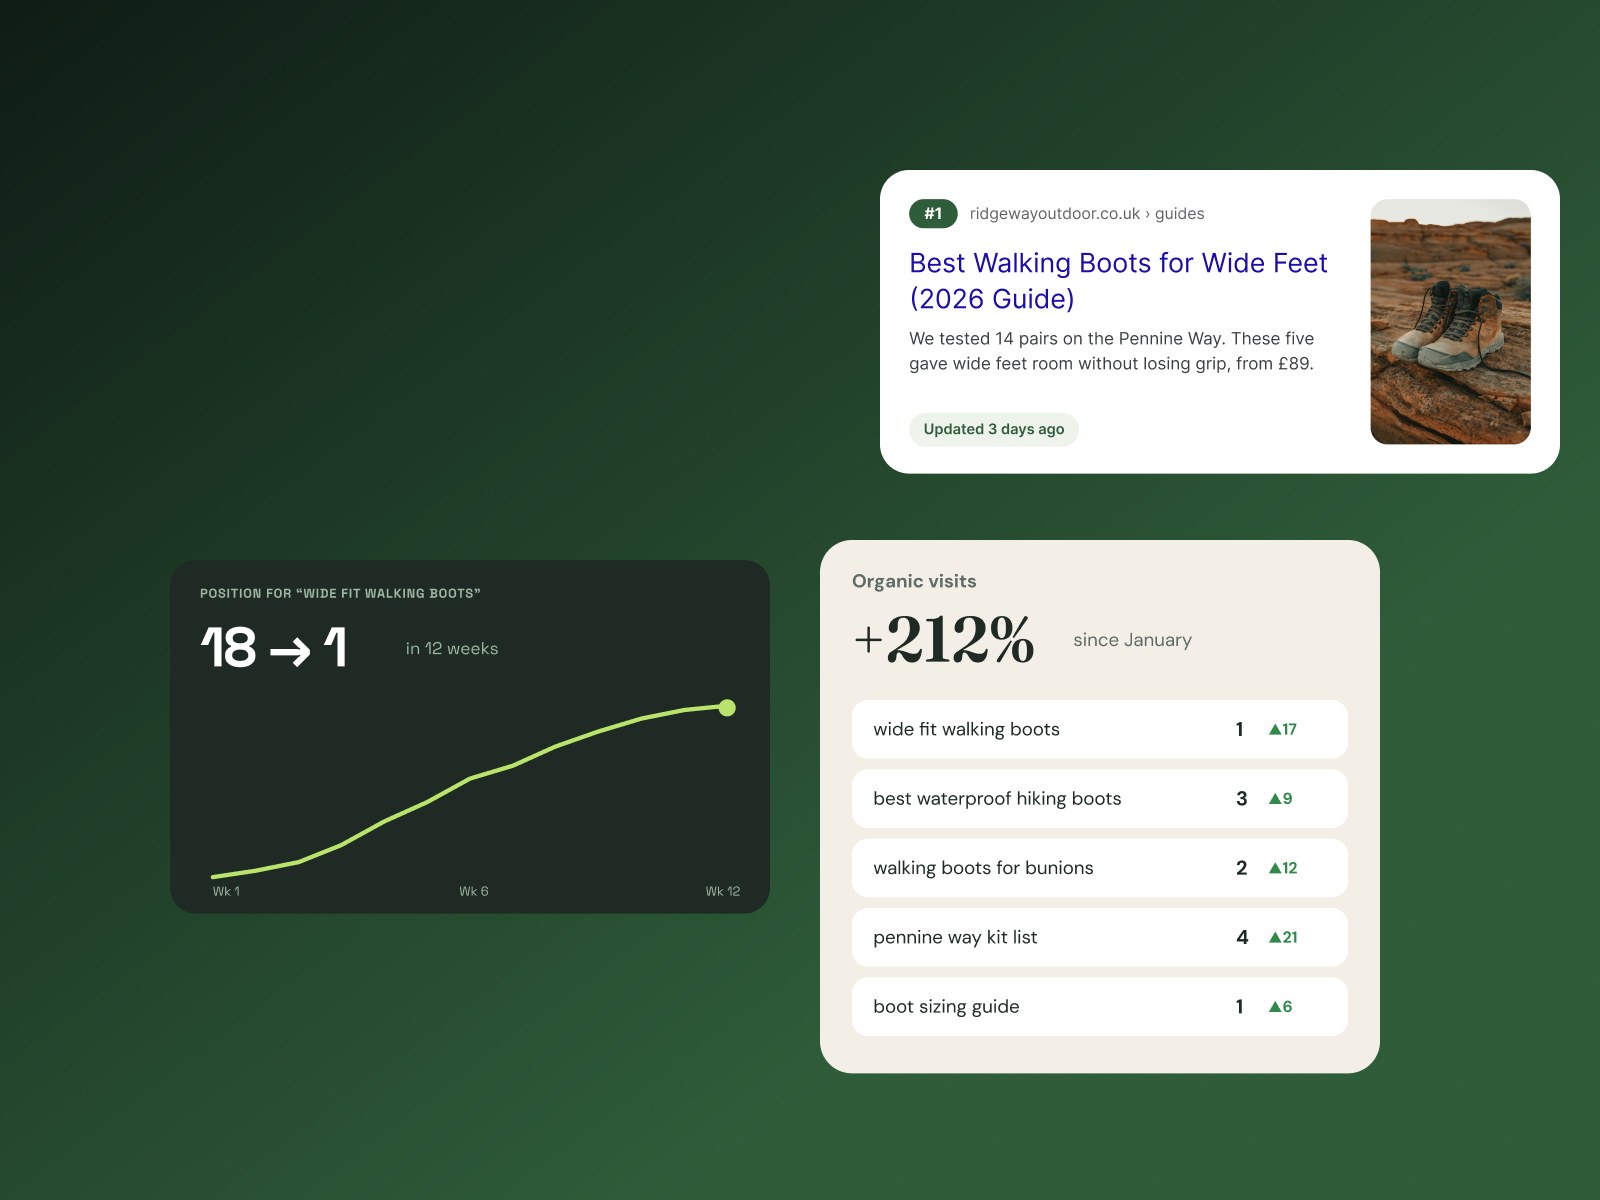 #1 ridgewayoutdoor.co.uk › guides
Best Walking Boots for Wide Feet
(2026 Guide)
We tested 14 pairs on the Pennine Way. These five
gave wide feet room without losing grip, from £89.
Updated 3 days ago
POSITION FOR “WIDE FIT WALKING BOOTS”
18 → 1 in 12 weeks
Wk 1 Wk 6 Wk 12
Organic visits
+212% since January
wide fit walking boots 1 ▲17
best waterproof hiking boots 3 ▲9
walking boots for bunions 2 ▲12
pennine way kit list 4 ▲21
boot sizing guide 1 ▲6